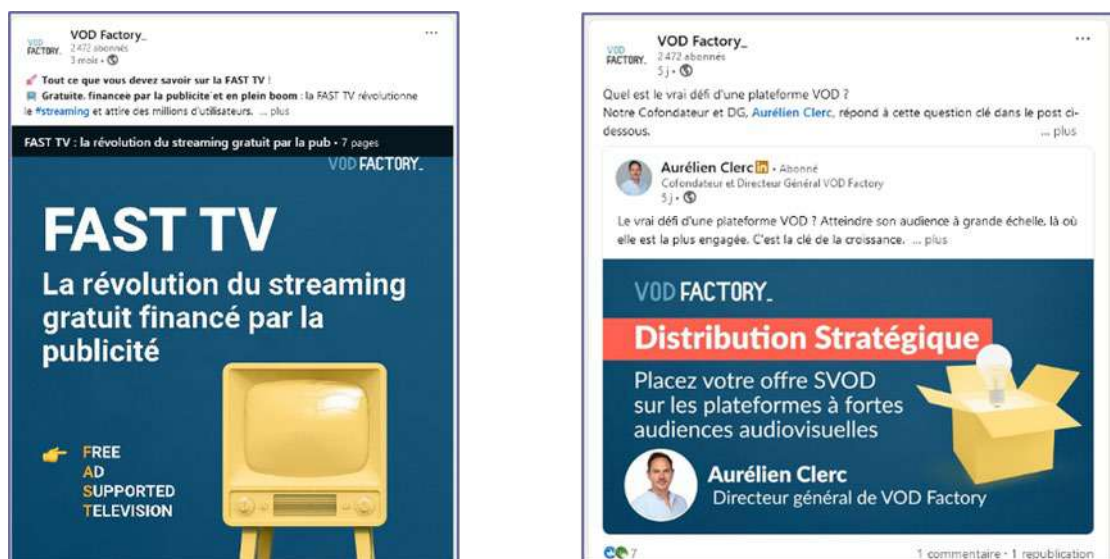 VOD Factory_
VOD
FACTORY_
2 472 abonnés
3 mois •
Tout ce que vous devez savoir sur la FAST TV !
Gratuite, financée par la publicité et en plein boom : la FAST TV révolutionne
le #streaming et attire des millions d'utilisateurs. ... plus
FAST TV : la révolution du streaming gratuit par la pub • 7 pages
VOD FACTORY_
FAST TV
La révolution du streaming
gratuit financé par la
publicité
FREE
AD
SUPPORTED
TELEVISION
VOD Factory_
VOD
FACTORY_
2 472 abonnés
5 j •
Quel est le vrai défi d'une plateforme VOD ?
Notre Cofondateur et DG, Aurélien Clerc, répond à cette question clé dans le post ci-
dessous. ... plus
Aurélien Clerc in • Abonné
Cofondateur et Directeur Général VOD Factory
5 j •
Le vrai défi d'une plateforme VOD ? Atteindre son audience à grande échelle, là où
elle est la plus engagée. C'est la clé de la croissance. ... plus
VOD FACTORY_
Distribution Stratégique
Placez votre offre SVOD
sur les plateformes à fortes
audiences audiovisuelles
Aurélien Clerc
Directeur général de VOD Factory
7
1 commentaire • 1 republication